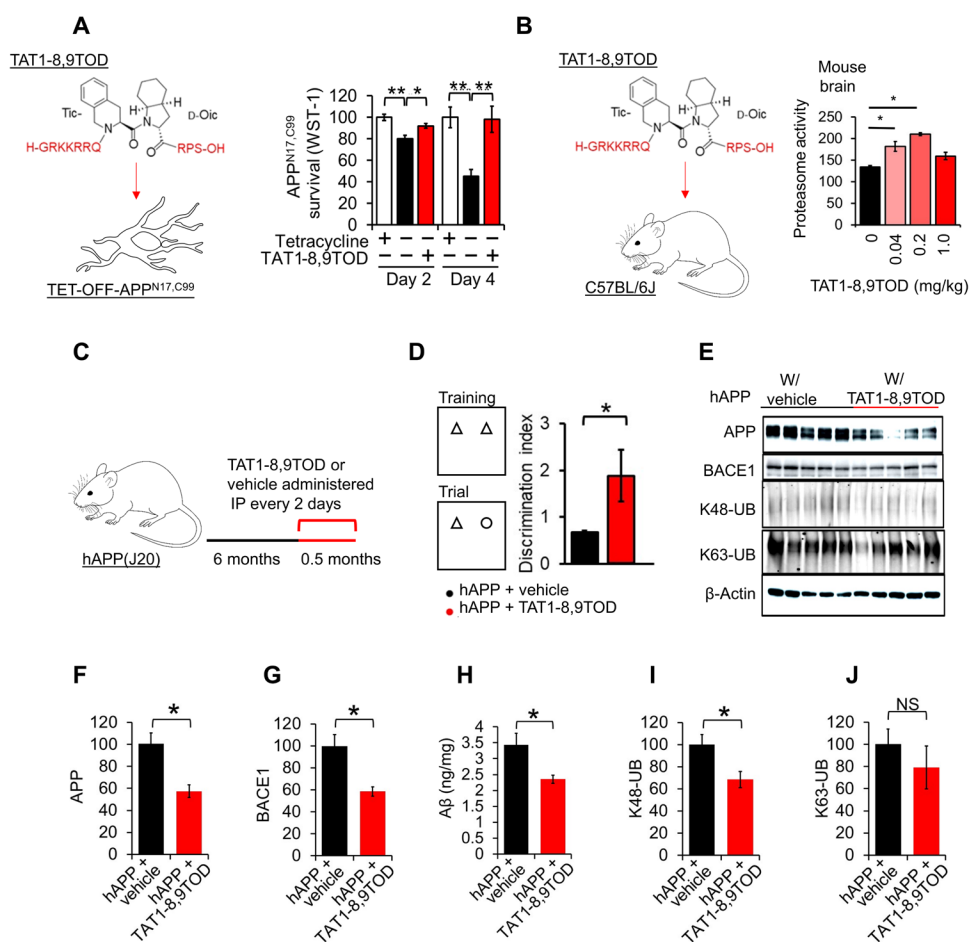 A
TAT1-8,9TOD
Tic-
N
N
H
H
D-Oic
O
O
H-GRKKRRQ
RPS-OH
TET-OFF-APPN17,C99
APPN17,C99
survival (WST-1)
120
100
80
60
40
20
0
** * ** **
Tetracycline + − − + − −
TAT1-8,9TOD − − + − − +
Day 2 Day 4
B
TAT1-8,9TOD
Tic-
N
N
H
H
D-Oic
O
O
H-GRKKRRQ
RPS-OH
C57BL/6J
Mouse
brain
Proteasome activity
250
200
150
100
50
0
*
*
0 0.04 0.2 1.0
TAT1-8,9TOD (mg/kg)
C
TAT1-8,9TOD or
vehicle administered
IP every 2 days
hAPP(J20)
6 months 0.5 months
D
Training
Trial
Discrimination index
3
2
1
0
*
hAPP + vehicle
hAPP + TAT1-8,9TOD
E
hAPP
W/
vehicle
W/
TAT1-8,9TOD
APP
BACE1
K48-UB
K63-UB
β-Actin
F
APP
120
100
80
60
40
20
0
*
hAPP +
vehicle
hAPP +
TAT1-8,9TOD
G
BACE1
120
100
80
60
40
20
0
*
hAPP +
vehicle
hAPP +
TAT1-8,9TOD
H
Aβ (ng/mg)
4
3.5
3
2.5
2
1.5
1
0.5
0
*
hAPP +
vehicle
hAPP +
TAT1-8,9TOD
I
K48-UB
120
100
80
60
40
20
0
*
hAPP +
vehicle
hAPP +
TAT1-8,9TOD
J
K63-UB
120
100
80
60
40
20
0
NS
hAPP +
vehicle
hAPP +
TAT1-8,9TOD